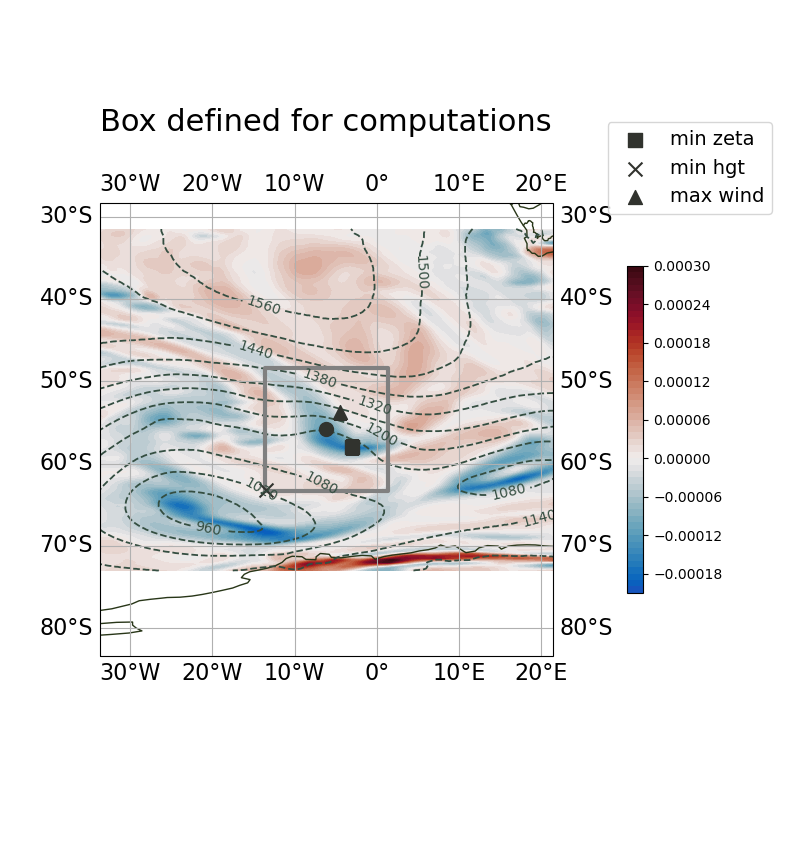 Box defined for computations
min zeta
min hgt
max wind
30°W 20°W 10°W 0° 10°E 20°E
30°S 30°S
40°S 40°S
50°S 50°S
60°S 60°S
70°S 70°S
80°S 80°S
1500
1560
1440
1380
1320
1200
1080
1020
1080
960
1140
30°W 20°W 10°W 0° 10°E 20°E
0.00030
0.00024
0.00018
0.00012
0.00006
0.00000
−0.00006
−0.00012
−0.00018